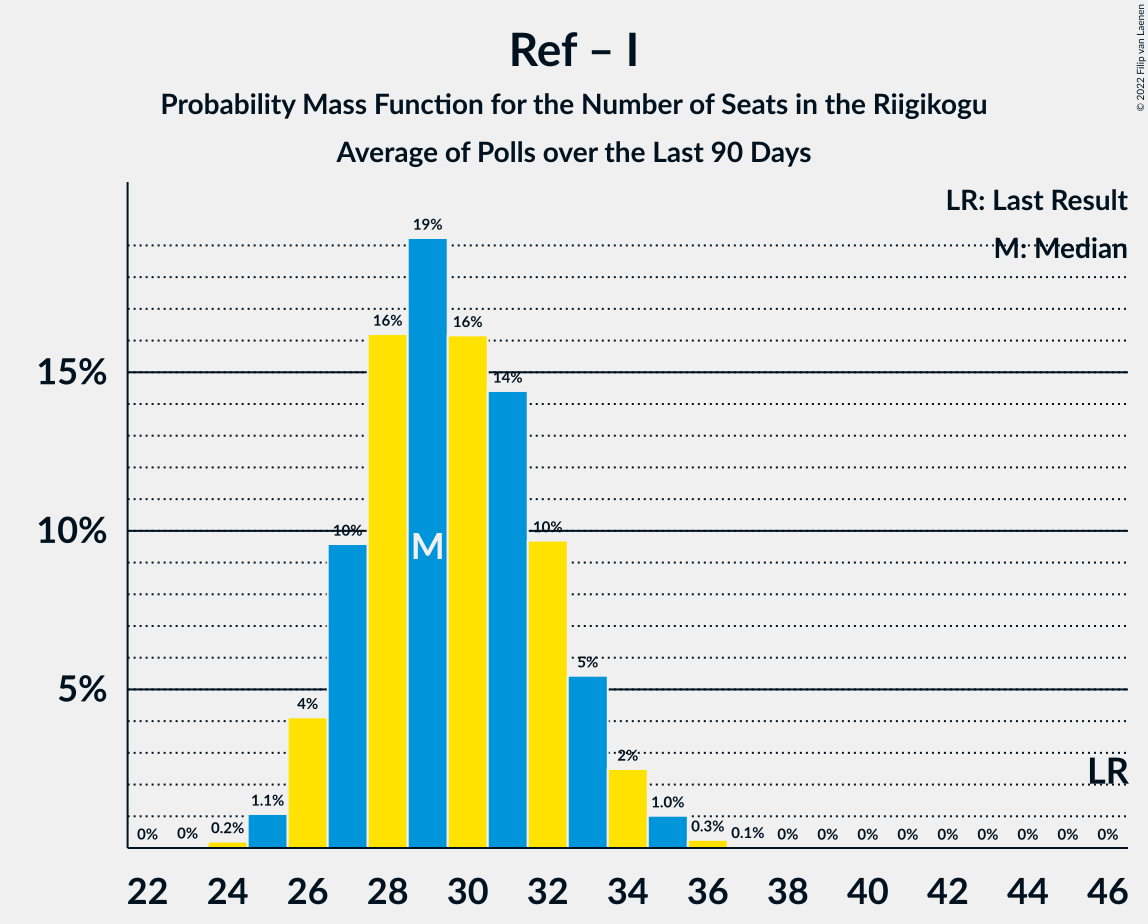 Ref – I
Probability Mass Function for the Number of Seats in the Riigikogu
Average of Polls over the Last 90 Days
© 2022 Filip van Laenen
LR: Last Result
M: Median
15%
10%
5%
0% 0% 0.2% 1.1% 4% 10% 16% 19% 16% 14% 10% 5% 2% 1.0% 0.3% 0.1% 0% 0% 0% 0% 0% 0% 0% 0% 0%
M
LR
22 24 26 28 30 32 34 36 38 40 42 44 46